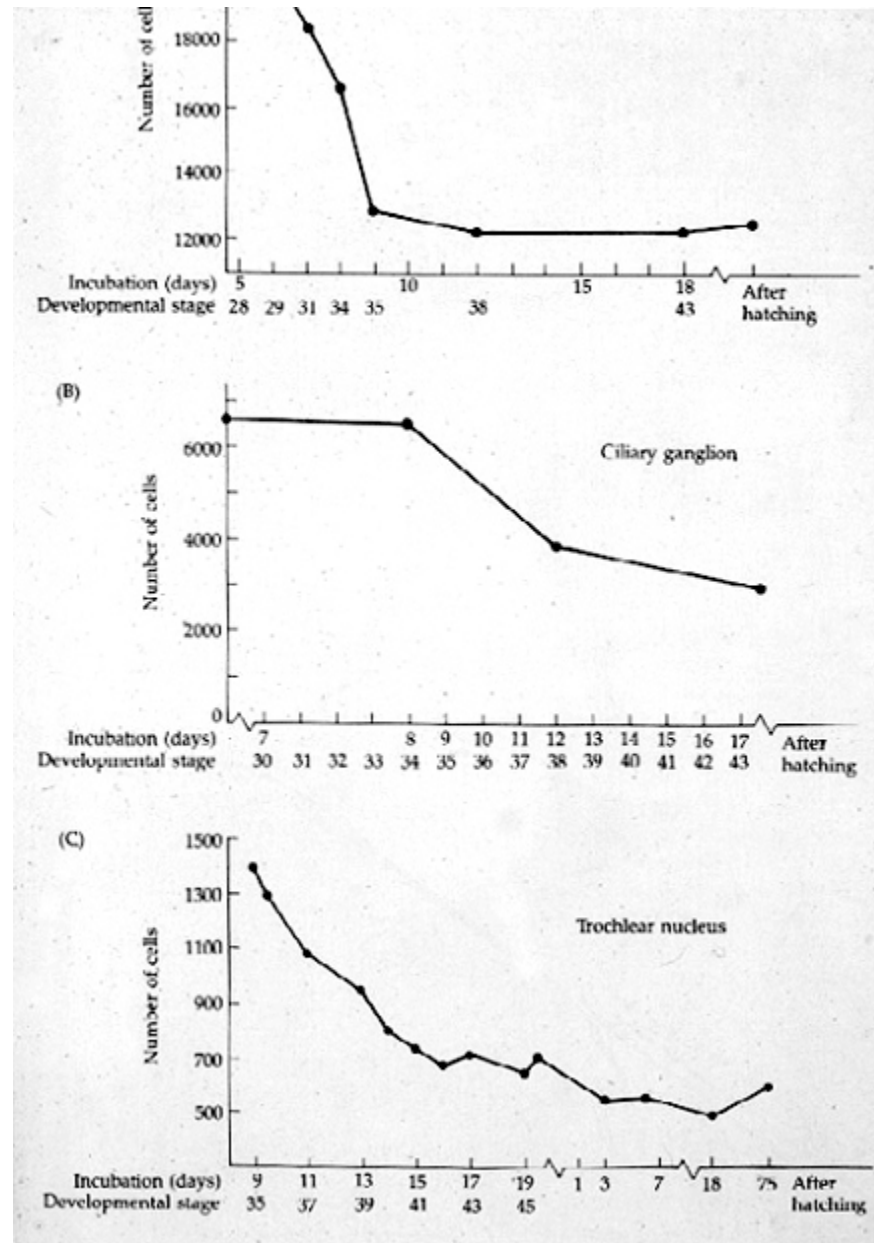 18000
Number of cel
16000
14000
12000
Incubation (days) 5 10 15 18 After
Developmental stage 28 29 31 34 35 38 43 hatching
(B)
6000
Ciliary ganglion
Number of cells
4000
2000
0
Incubation (days) 7 8 9 10 11 12 13 14 15 16 17 After
Developmental stage 30 31 32 33 34 35 36 37 38 39 40 41 42 43 hatching
(C)
1500
1300
Trochlear nucleus
1100
Number of cells
900
700
500
Incubation (days) 9 11 13 15 17 19 1 3 7 18 75 After
Developmental stage 35 37 39 41 43 45 hatching